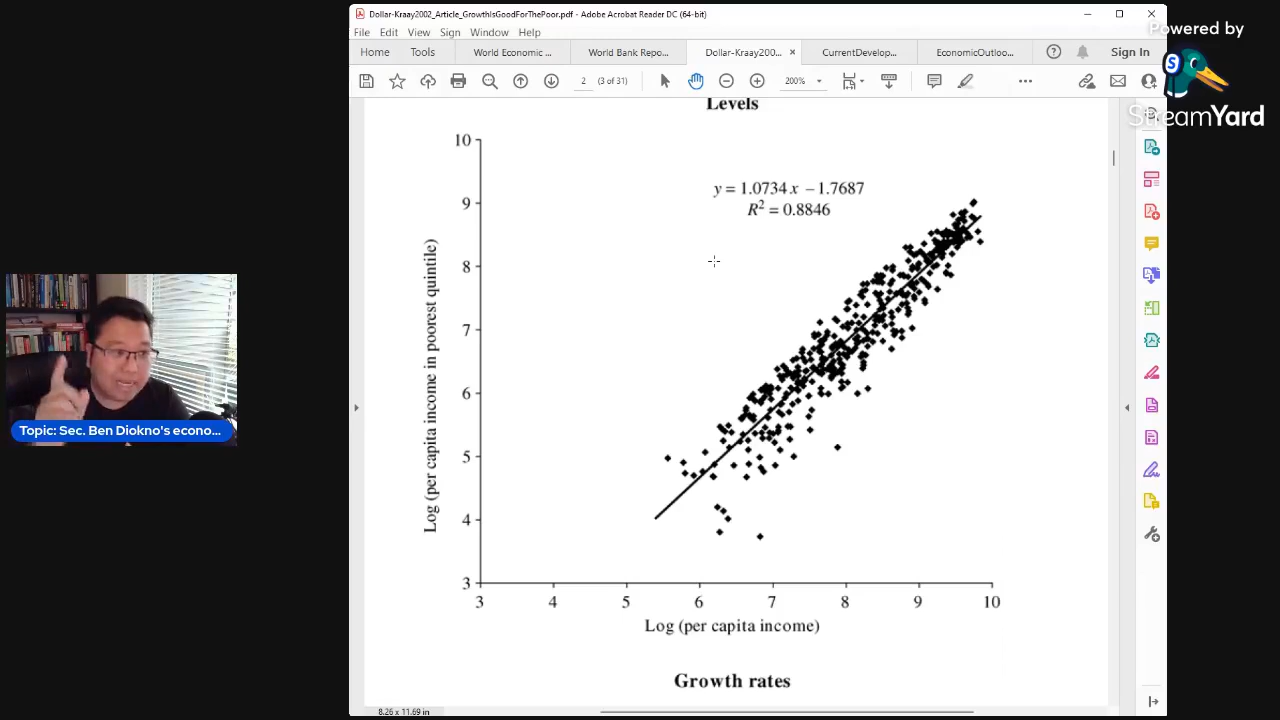 Dollar-Kraay2002_Article_GrowthIsGoodForThePoor.pdf - Adobe Acrobat Reader DC (64-bit)
File Edit View Sign Window Help
Home Tools World Economic ... World Bank Repo... Dollar-Kraay200... × CurrentDevelop... EconomicOutloo... Sign In
2 (3 of 31) 200%
Powered by
StreamYard
Levels
10
y = 1.0734 x – 1.7687
R² = 0.8846
9
8
7
6
5
4
3
Log (per capita income in poorest quintile)
3 4 5 6 7 8 9 10
Log (per capita income)
Growth rates
8.26 x 11.69 in
Topic: Sec. Ben Diokno's econo...